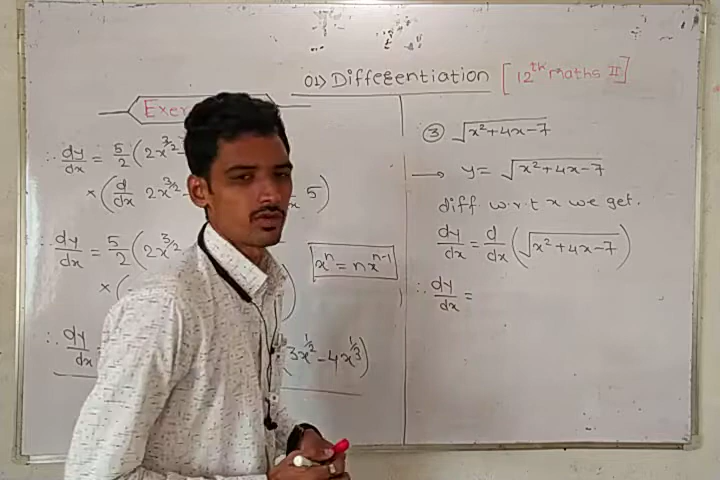 01) Differentiation [12th maths II]
∴ dy/dx = 5/2 (2x^3/2
× (d/dx 2x^3/2 - 5)
∴ dy/dx = 5/2 (2x^3/2
x^n = nx^n-1
× ( )
∴ dy/dx (3x^1/2 - 4x^1/3)
③ √x²+4x-7
→ y = √x²+4x-7
diff w.r.t x we get.
dy/dx = d/dx (√x²+4x-7)
∴ dy/dx =